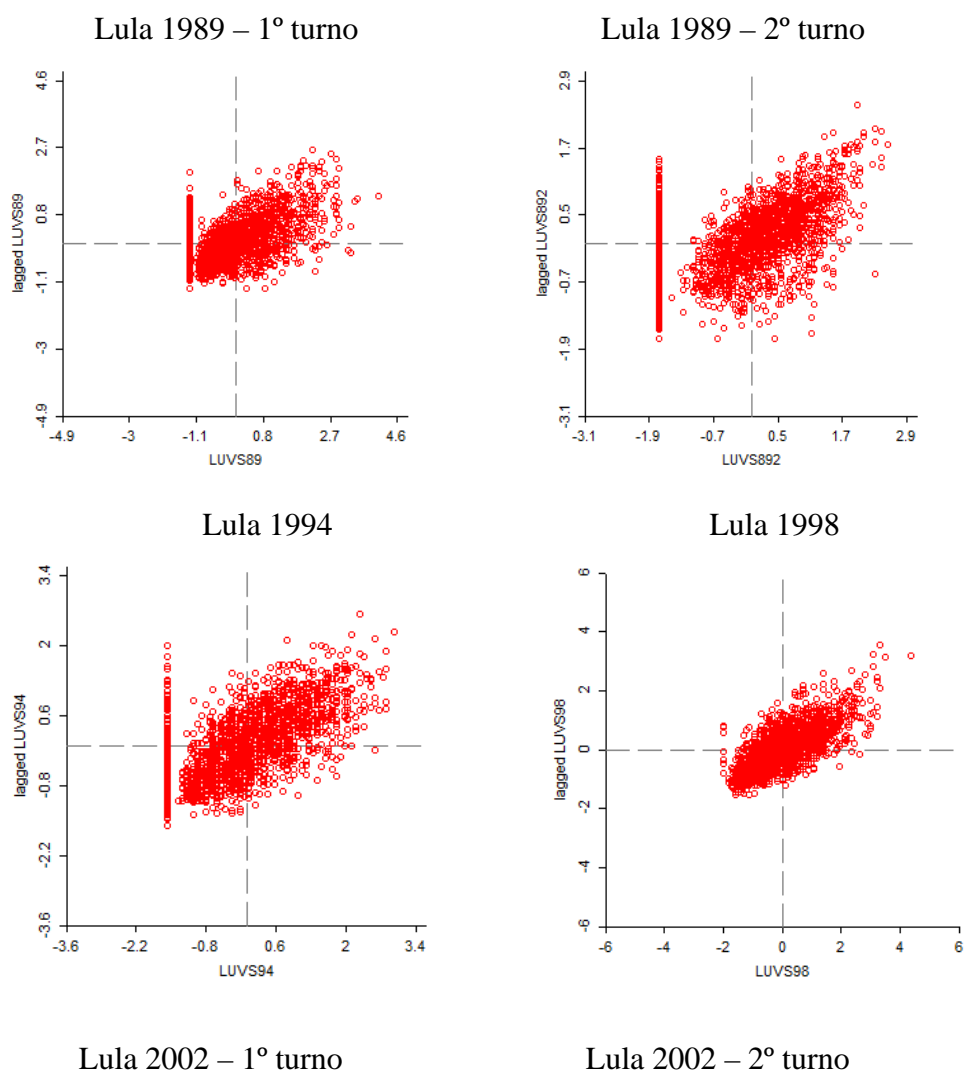 Lula 1989 – 1º turno
Lula 1989 – 2º turno
4.6
2.7
0.8
-1.1
-3
-4.9
lagged LUVS89
-4.9 -3 -1.1 0.8 2.7 4.6
LUVS89
2.9
1.7
0.5
-0.7
-1.9
-3.1
lagged LUVS892
-3.1 -1.9 -0.7 0.5 1.7 2.9
LUVS892
Lula 1994
Lula 1998
3.4
2
0.6
-0.8
-2.2
-3.6
lagged LUVS94
-3.6 -2.2 -0.8 0.6 2 3.4
LUVS94
6
4
2
0
-2
-4
-6
lagged LUVS98
-6 -4 -2 0 2 4 6
LUVS98
Lula 2002 – 1º turno
Lula 2002 – 2º turno